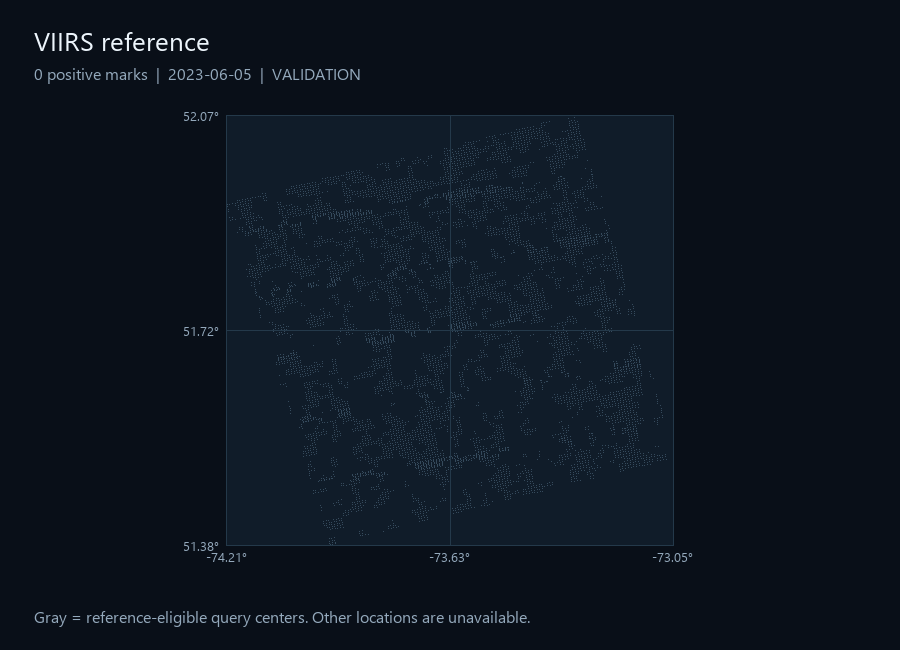 VIIRS reference
0 positive marks | 2023-06-05 | VALIDATION
52.07°
51.72°
51.38°
-74.21°
-73.63°
-73.05°
Gray = reference-eligible query centers. Other locations are unavailable.